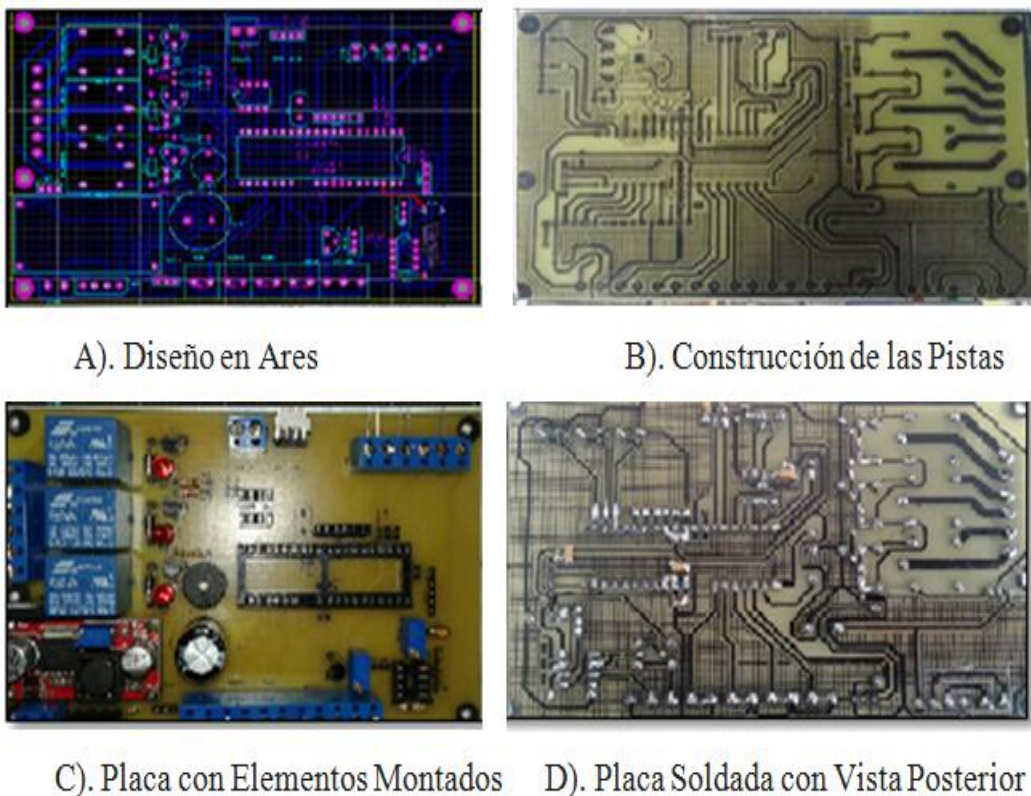 A). Diseño en Ares
B). Construcción de las Pistas
C). Placa con Elementos Montados
D). Placa Soldada con Vista Posterior